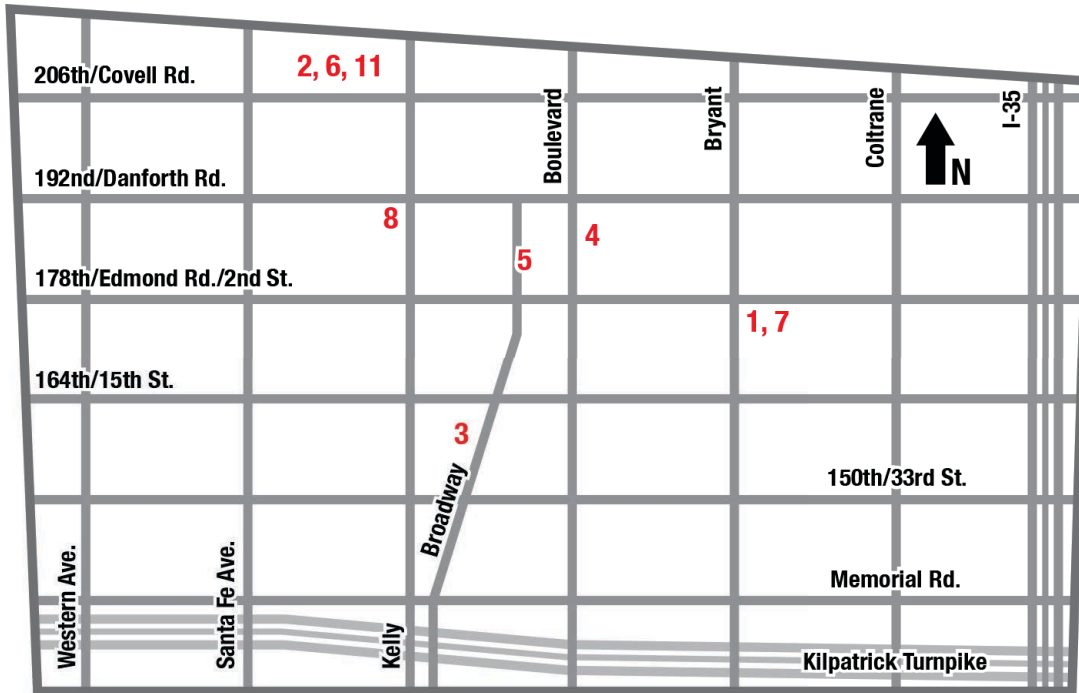 206th/Covell Rd.
2, 6, 11
Boulevard
Bryant
Coltrane
I-35
N
192nd/Danforth Rd.
8
4
5
178th/Edmond Rd./2nd St.
1, 7
164th/15th St.
3
Broadway
150th/33rd St.
Memorial Rd.
Western Ave.
Santa Fe Ave.
Kelly
Kilpatrick Turnpike